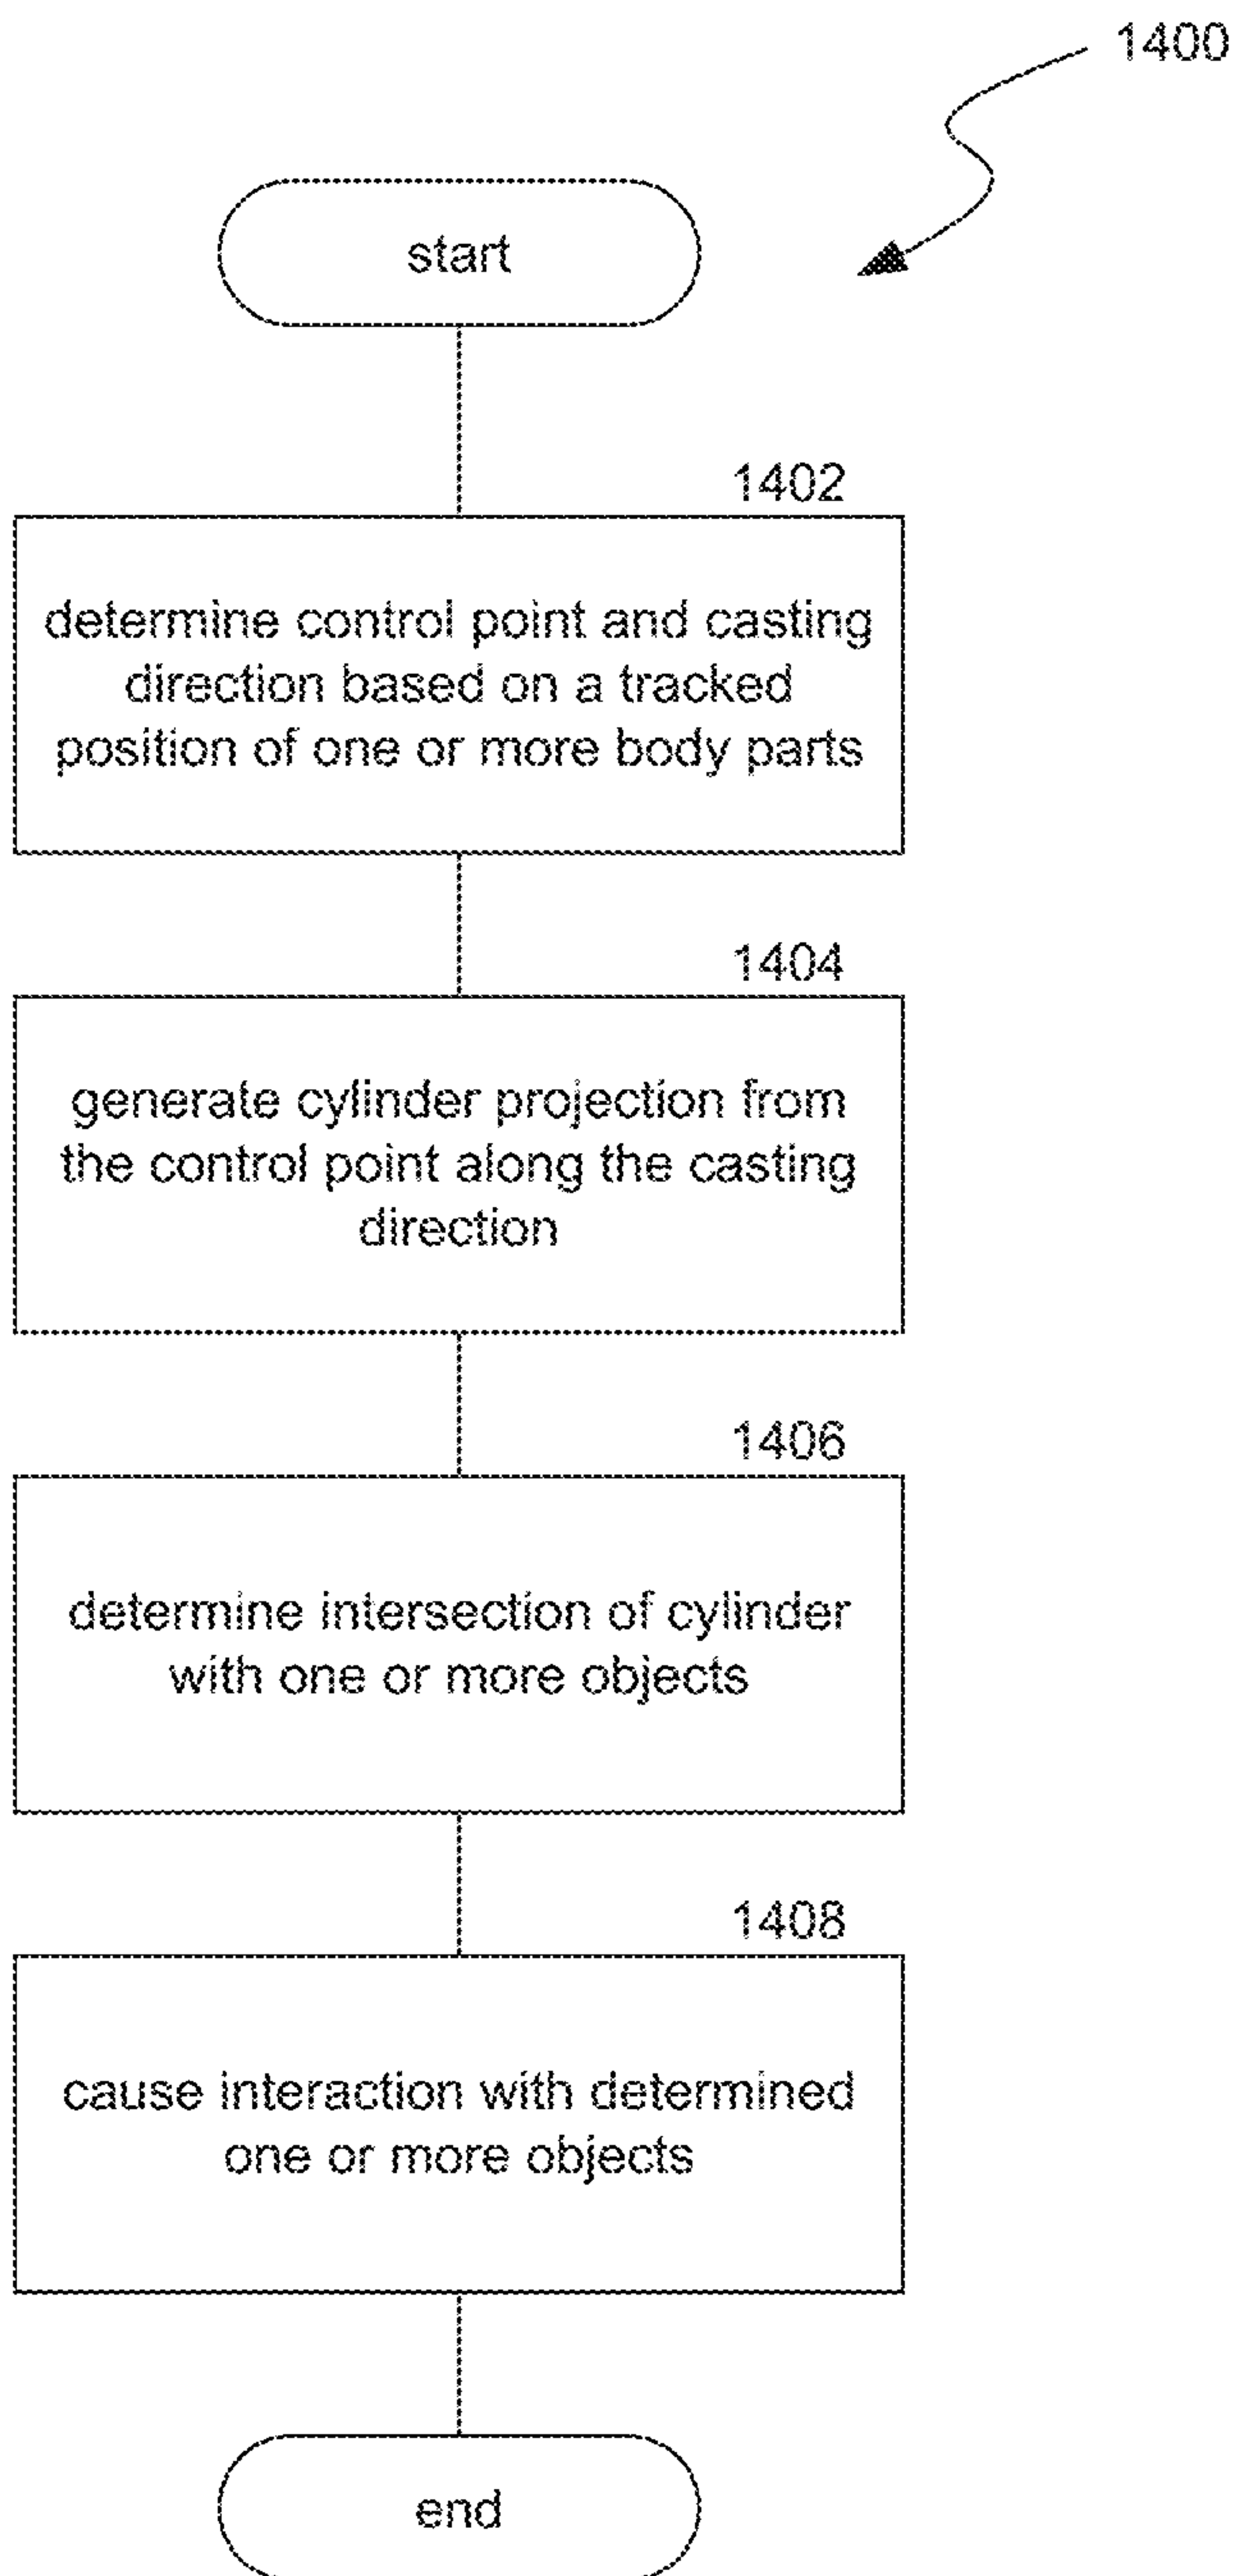 1400
start
1402
determine control point and casting
direction based on a tracked
position of one or more body parts
1404
generate cylinder projection from
the control point along the casting
direction
1406
determine intersection of cylinder
with one or more objects
1408
cause interaction with determined
one or more objects
end